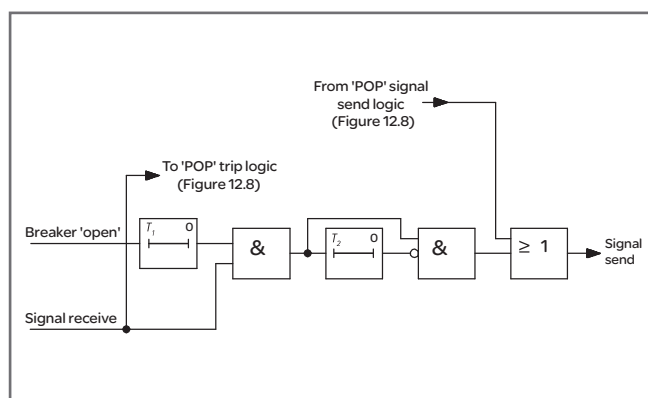 From 'POP' signal
send logic
(Figure 12.8)
To 'POP' trip logic
(Figure 12.8)
Breaker 'open'
T1 0
&
T2 0
&
≥ 1
Signal
send
Signal receive